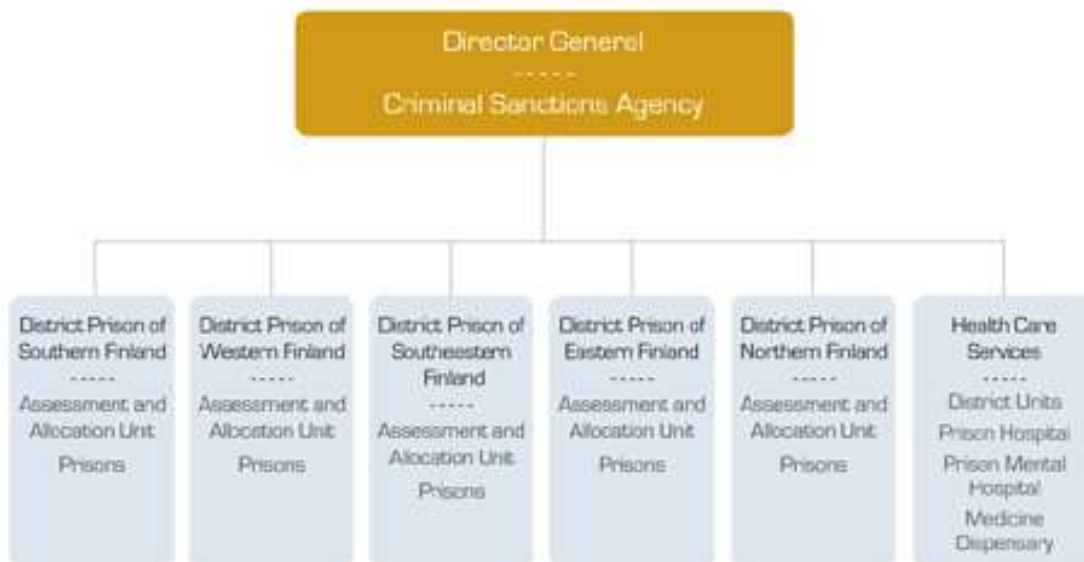 Director General
-----
Criminal Sanctions Agency
District Prison of
Southern Finland
-----
Assessment and
Allocation Unit
Prisons
District Prison of
Western Finland
-----
Assessment and
Allocation Unit
Prisons
District Prison of
Southeastern
Finland
-----
Assessment and
Allocation Unit
Prisons
District Prison of
Eastern Finland
-----
Assessment and
Allocation Unit
Prisons
District Prison of
Northern Finland
-----
Assessment and
Allocation Unit
Prisons
Health Care
Services
-----
District Units
Prison Hospital
Prison Mental
Hospital
Medicine
Dispensary